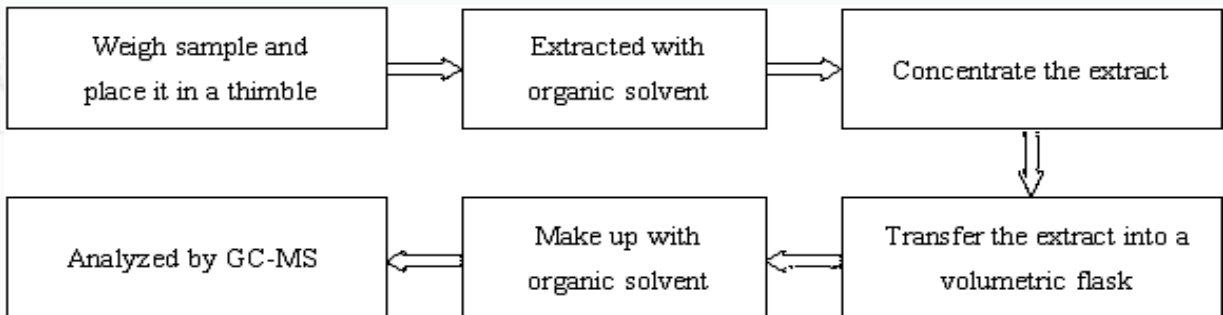 Weigh sample and
place it in a thimble
Extracted with
organic solvent
Concentrate the extract
Transfer the extract into a
volumetric flask
Make up with
organic solvent
Analyzed by GC-MS